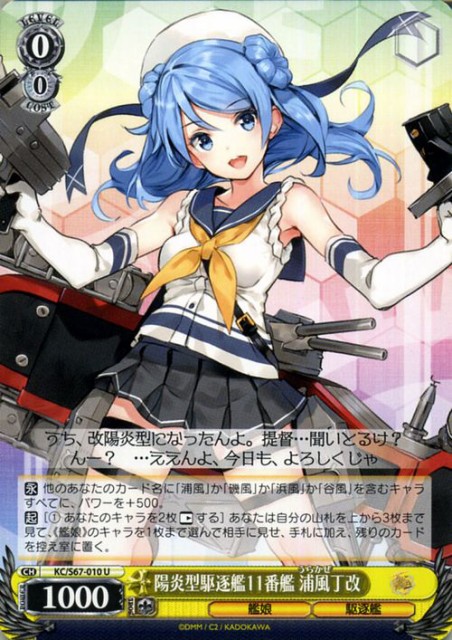 0
LEVEL
0
COST
うち、改陽炎型になったんよ。提督…聞いとるけ？
んー？　…ええんよ、今日も、よろしくじゃ
永 他のあなたのカード名に「浦風」か「磯風」か「浜風」か「谷風」を含むキャラ
すべてに、パワーを+500。
起 [① あなたのキャラを2枚する] あなたは自分の山札を上から3枚まで
見て、《艦娘》のキャラを1枚まで選んで相手に見せ、手札に加え、残りのカー
ドを控え室に置く。
CH KC/S67-010 U
うらかぜ
陽炎型駆逐艦11番艦 浦風丁改
POWER
1000
SOUL
艦娘
駆逐艦
©DMM / C2 / KADOKAWA